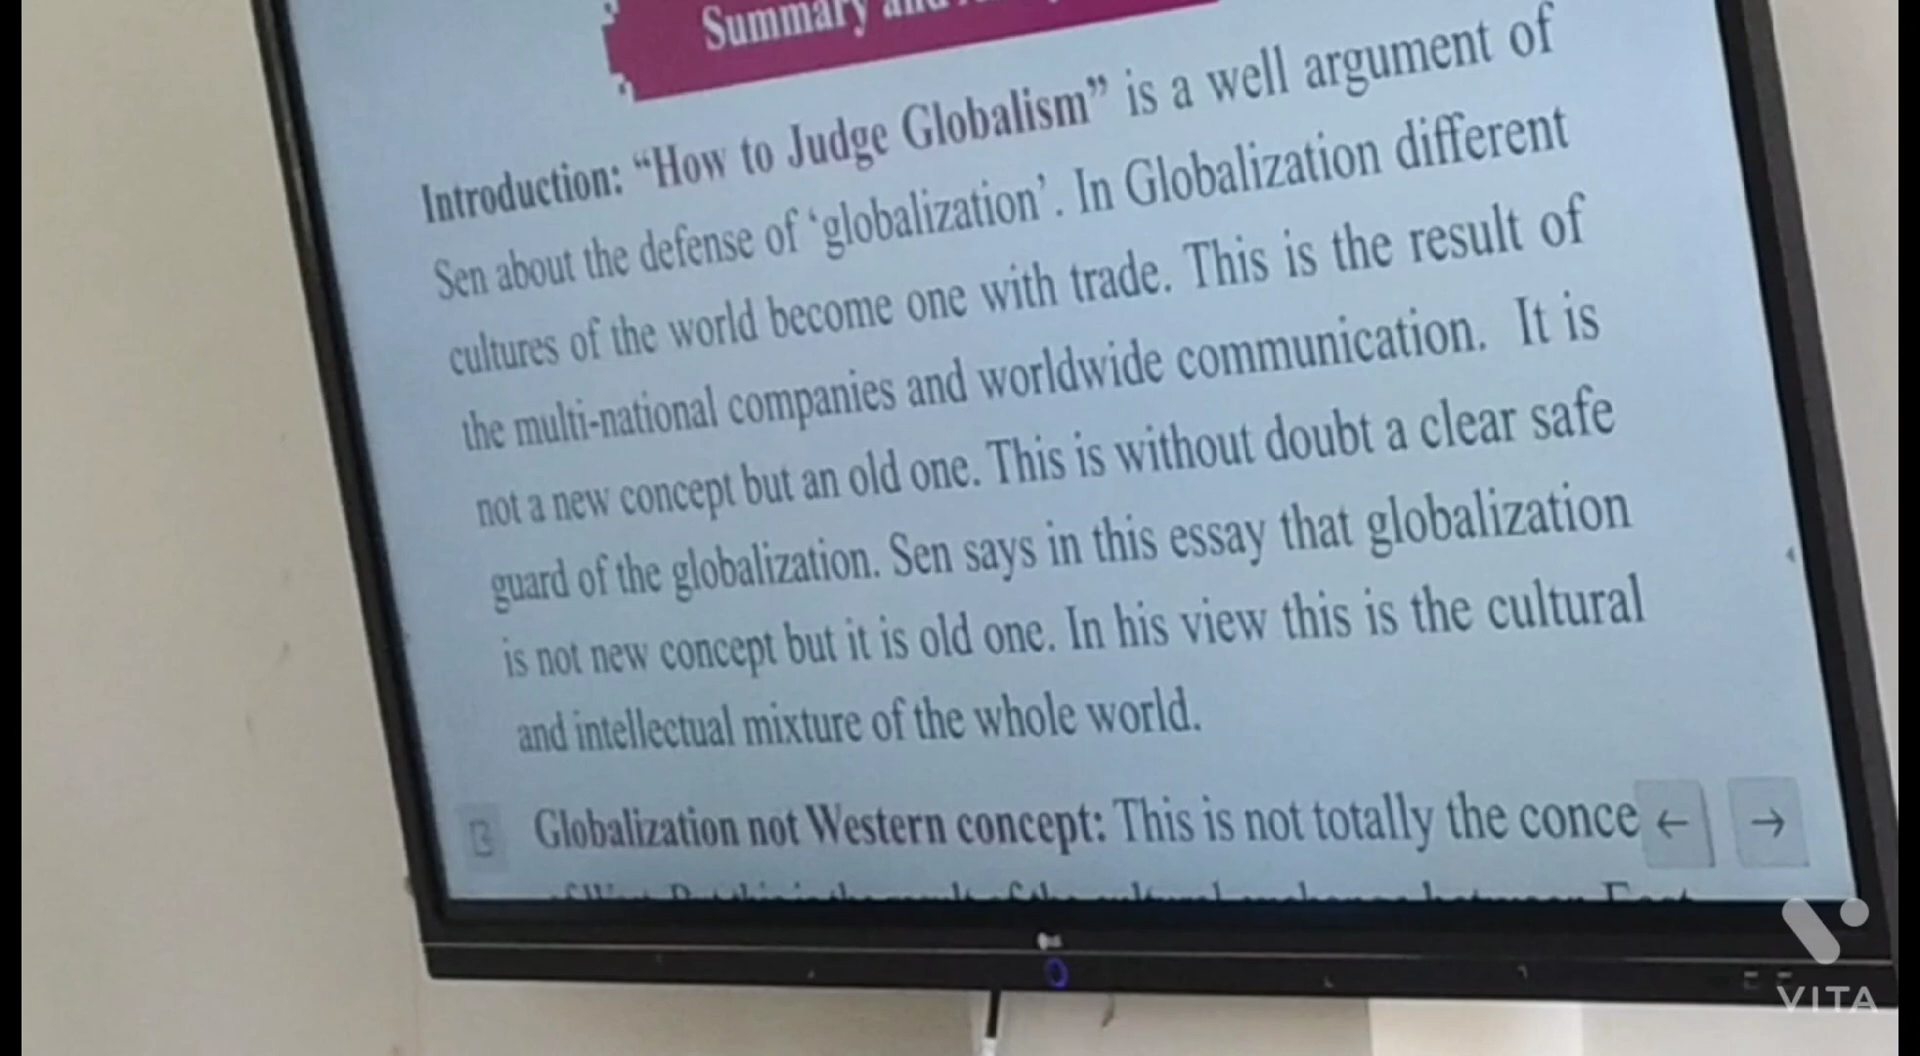 Summary and
Introduction: “How to Judge Globalism” is a well argument of
Sen about the defense of ‘globalization’. In Globalization different
cultures of the world become one with trade. This is the result of
the multi-national companies and worldwide communication. It is
not a new concept but an old one. This is without doubt a clear safe
guard of the globalization. Sen says in this essay that globalization
is not new concept but it is old one. In his view this is the cultural
and intellectual mixture of the whole world.
Globalization not Western concept: This is not totally the conce
VITA